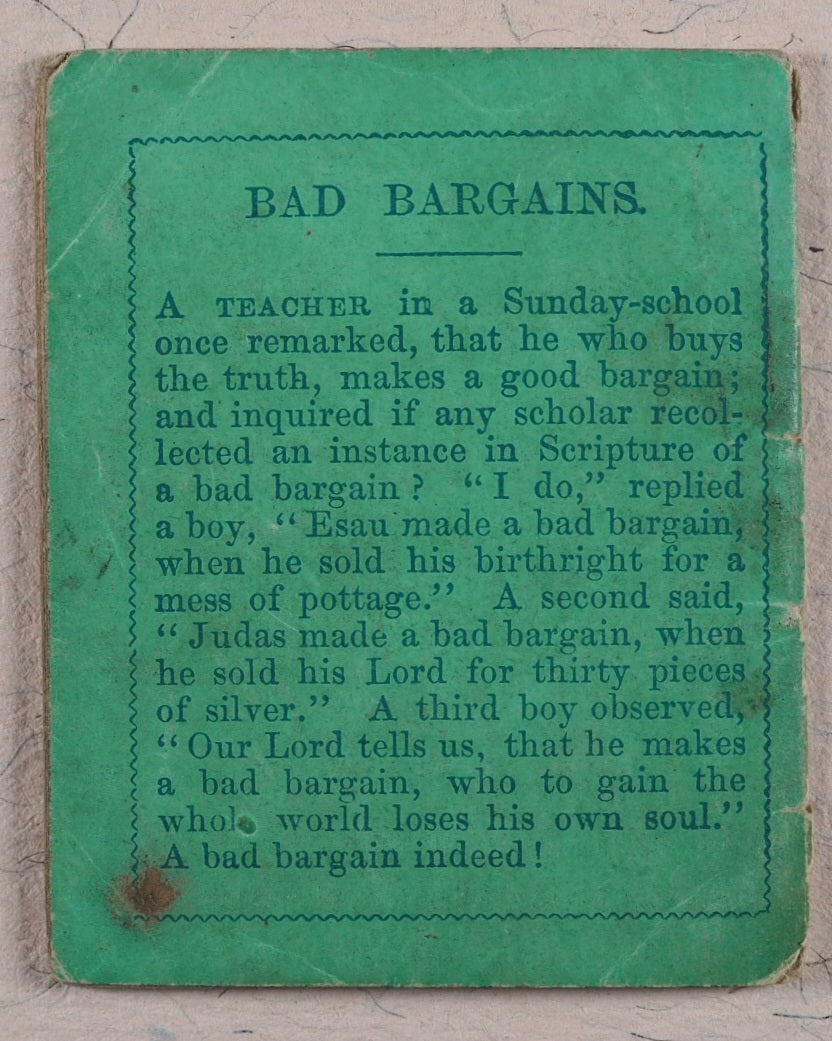 BAD BARGAINS.
A TEACHER in a Sunday-school
once remarked, that he who buys
the truth, makes a good bargain;
and inquired if any scholar recol-
lected an instance in Scripture of
a bad bargain? "I do," replied
a boy, "Esau made a bad bargain,
when he sold his birthright for a
mess of pottage." A second said,
"Judas made a bad bargain, when
he sold his Lord for thirty pieces
of silver." A third boy observed,
"Our Lord tells us, that he makes
a bad bargain, who to gain the
whole world loses his own soul."
A bad bargain indeed!